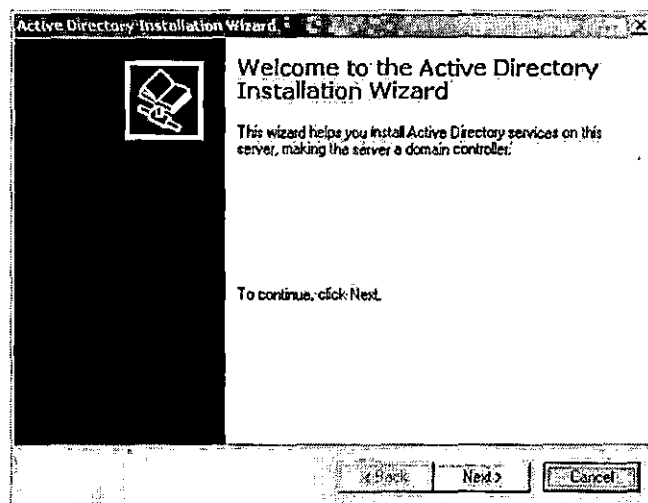 Active Directory Installation Wizard
Welcome to the Active Directory
Installation Wizard
This wizard helps you install Active Directory services on this
server, making the server a domain controller.
To continue, click Next.
< Back
Next >
Cancel